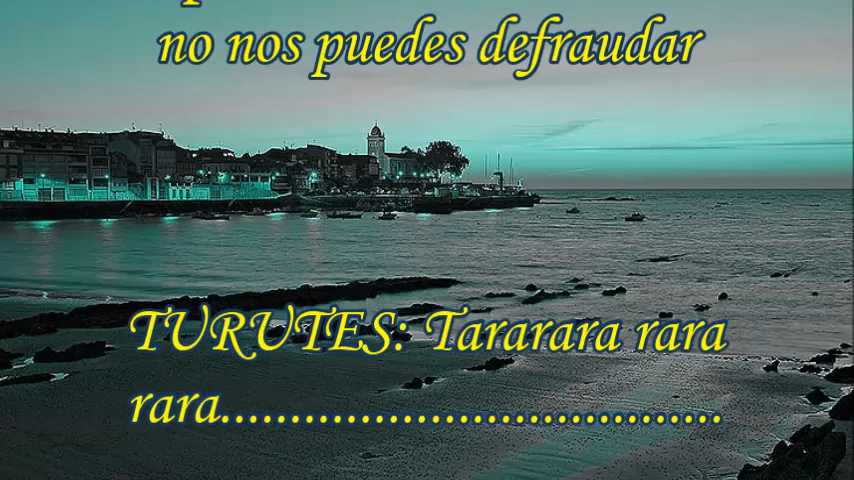 no nos puedes defraudar
TURUTES: Tararara rara
rara....................................